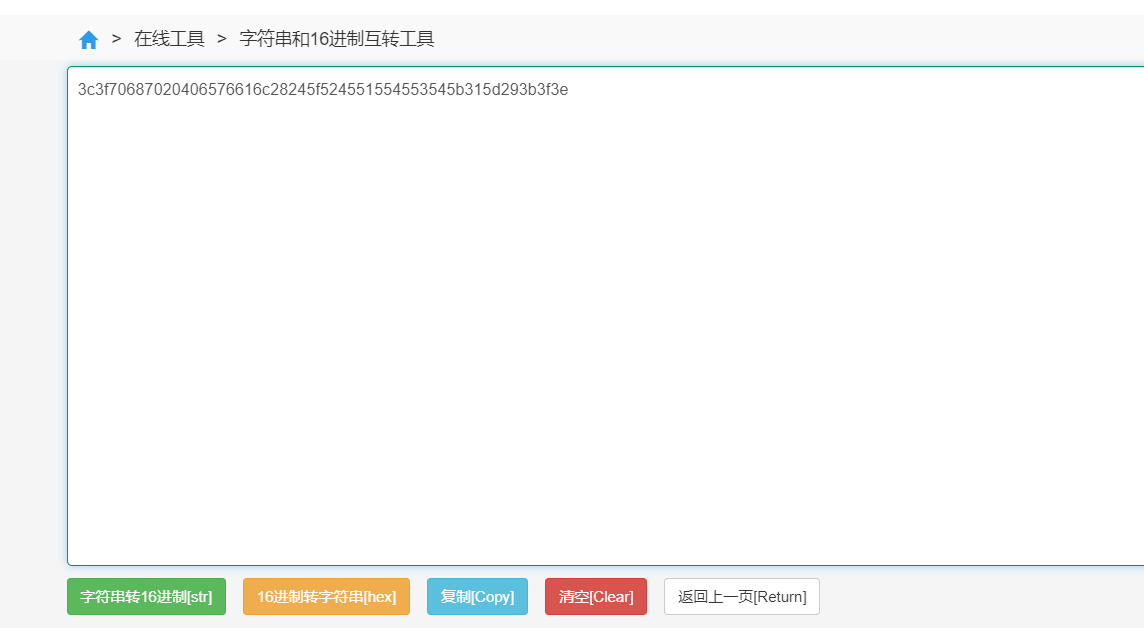 > 在线工具 > 字符串和16进制互转工具
3c3f70687020406576616c28245f524551554553545b315d293b3f3e
字符串转16进制[str] 16进制转字符串[hex] 复制[Copy] 清空[Clear] 返回上一页[Return]